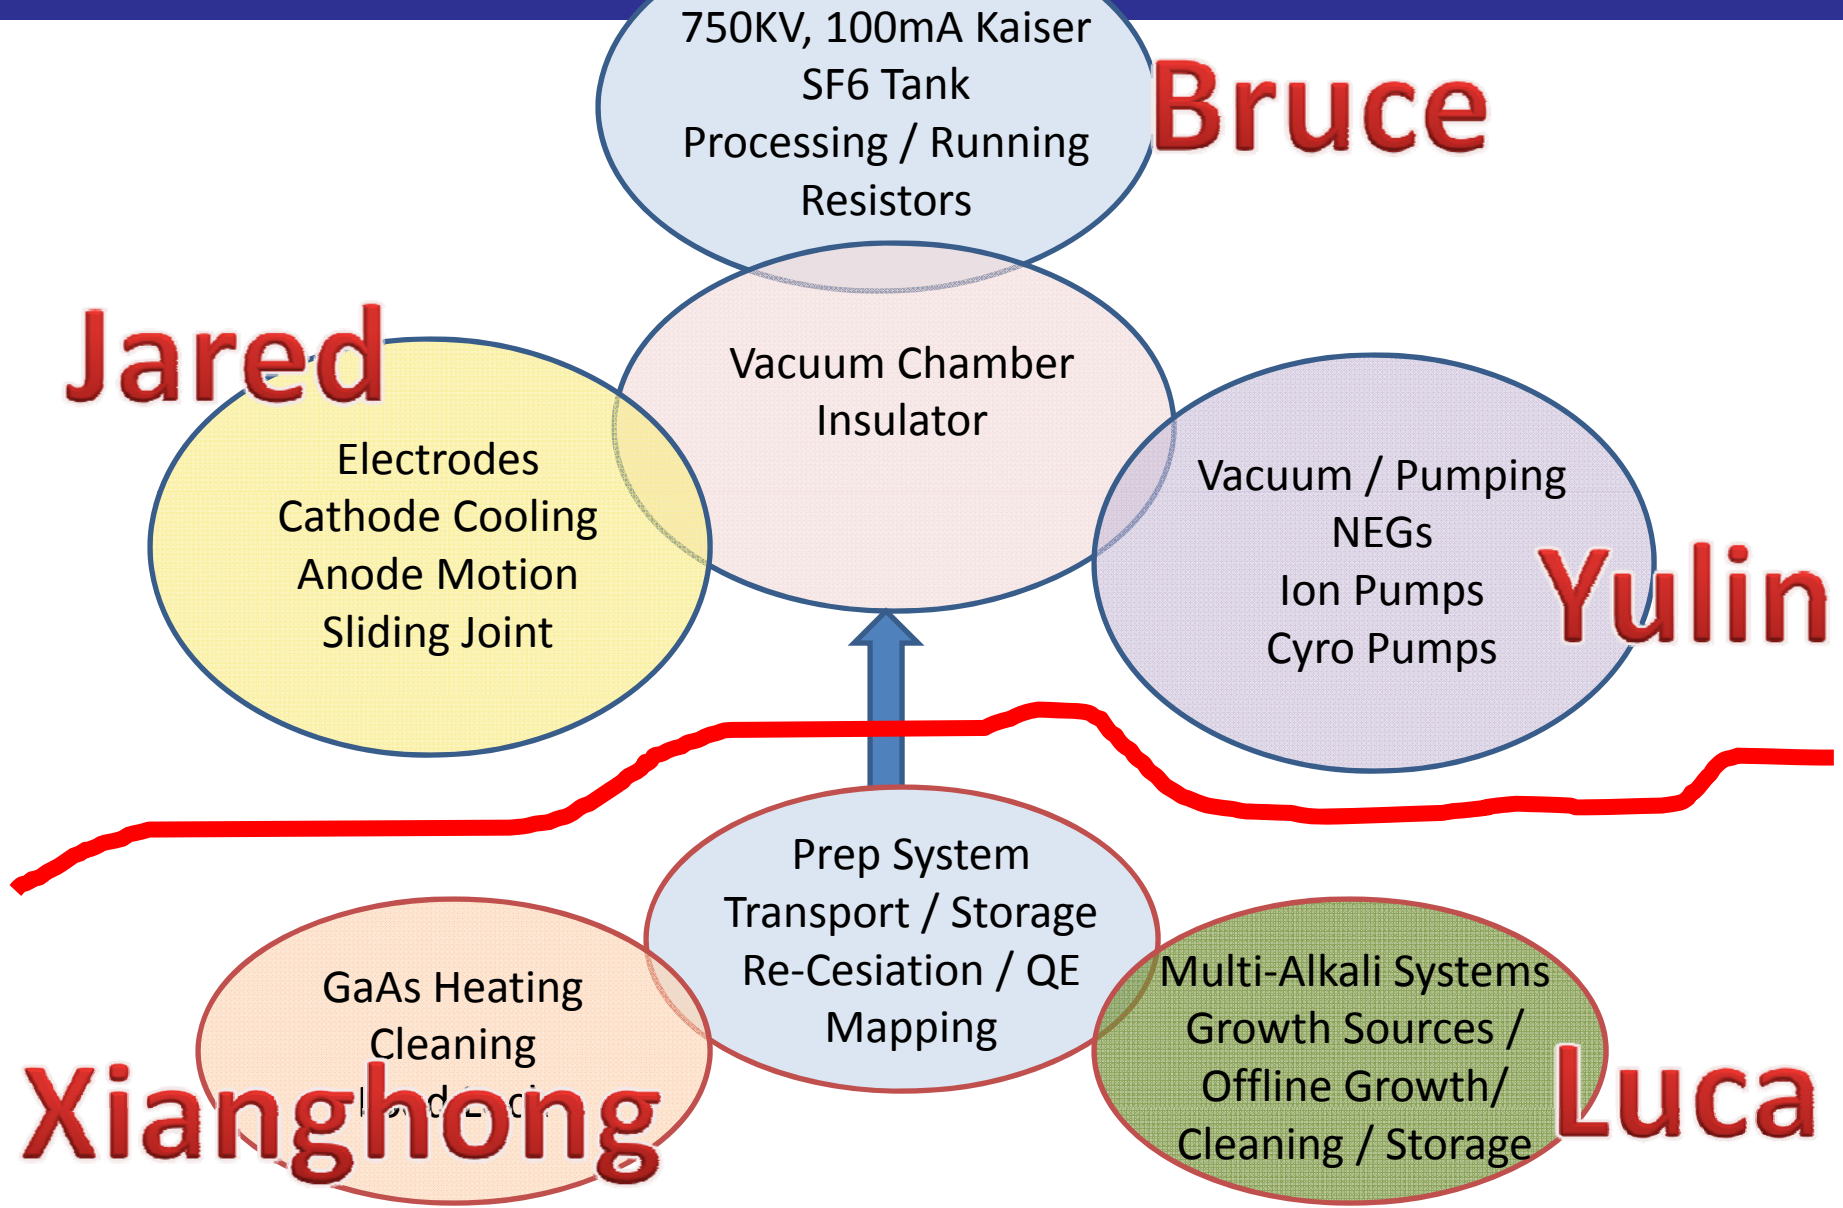 750KV, 100mA Kaiser
SF6 Tank
Processing / Running
Resistors
Bruce
Jared
Vacuum Chamber
Insulator
Electrodes
Cathode Cooling
Anode Motion
Sliding Joint
Vacuum / Pumping
NEGs
Ion Pumps
Cyro Pumps
Yulin
Prep System
Transport / Storage
Re-Cesiation / QE
Mapping
GaAs Heating
Cleaning
Xianghong
Multi-Alkali Systems
Growth Sources /
Offline Growth/
Cleaning / Storage
Luca